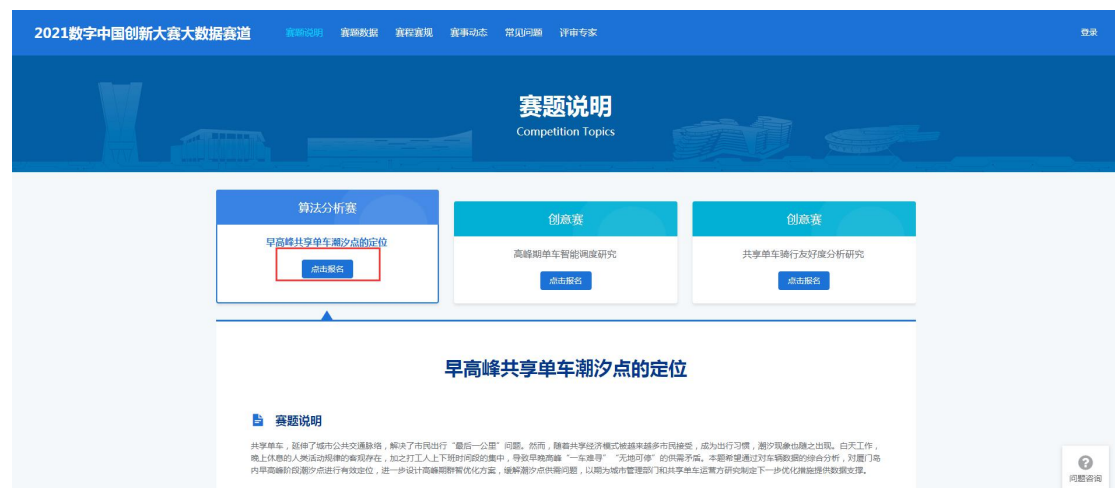 2021数字中国创新大赛大数据赛道 赛题说明 赛题数据 赛程赛规 赛事动态 常见问题 评审专家 登录
赛题说明
Competition Topics
算法分析赛
早高峰共享单车潮汐点的定位
点击报名
创意赛
高峰期单车智能调度研究
点击报名
创意赛
共享单车骑行友好度分析研究
点击报名
早高峰共享单车潮汐点的定位
赛题说明
共享单车，延伸了城市公共交通脉络，解决了市民出行“最后一公里”问题。然而，随着共享经济模式被越来越多市民接受，成为出行习惯，潮汐现象也随之出现。白天工作，
晚上休息的人类活动规律的客观存在，加之打工人上下班时间段的集中，导致早晚高峰“一车难寻”“无地可停”的供需矛盾。本题希望通过对车辆数据的综合分析，对厦门岛
内早高峰阶段潮汐点进行有效定位，进一步设计高峰期群智优化方案，缓解潮汐点供需问题，以期为城市管理部门和共享单车运营方研究制定下一步优化措施提供数据支撑。
问题咨询